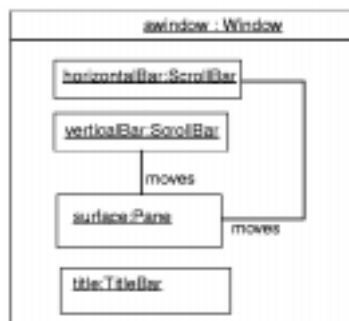 awindow : Window
horizontalBar:ScrollBar
verticalBar:ScrollBar
moves
surface:Pane
moves
title:TitleBar